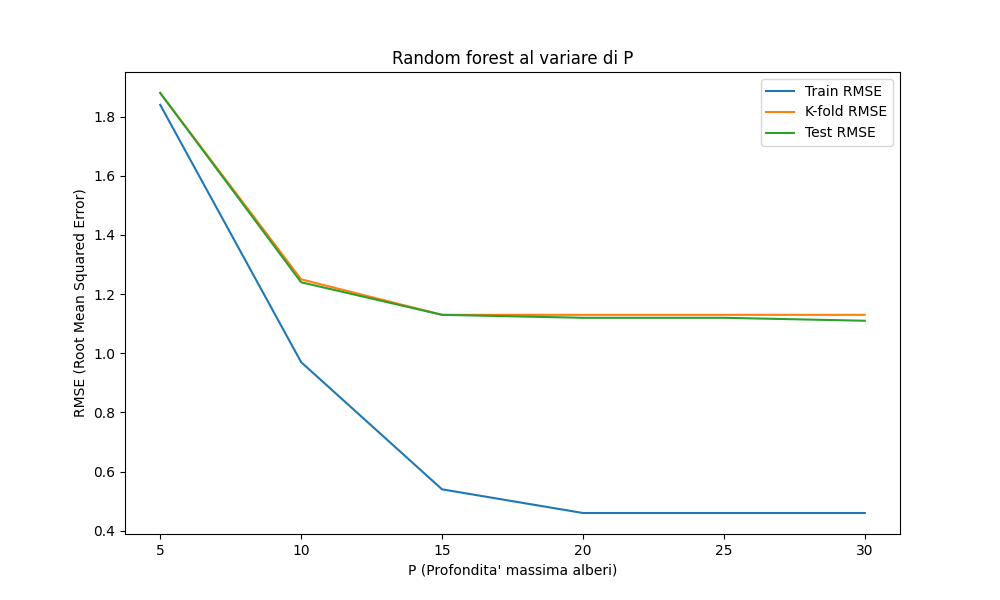 Random forest al variare di P
Train RMSE
K-fold RMSE
Test RMSE
RMSE (Root Mean Squared Error)
1.8
1.6
1.4
1.2
1.0
0.8
0.6
0.4
5 10 15 20 25 30
P (Profondita' massima alberi)